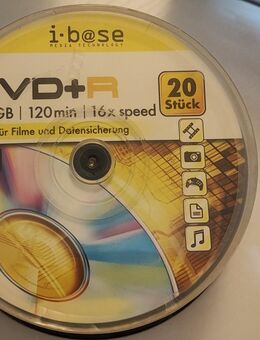 i·b@se
MEDIA TECHNOLOGY
VD+R
GB | 120min | 16x speed
ür Filme und Datensicherung
20
Stück